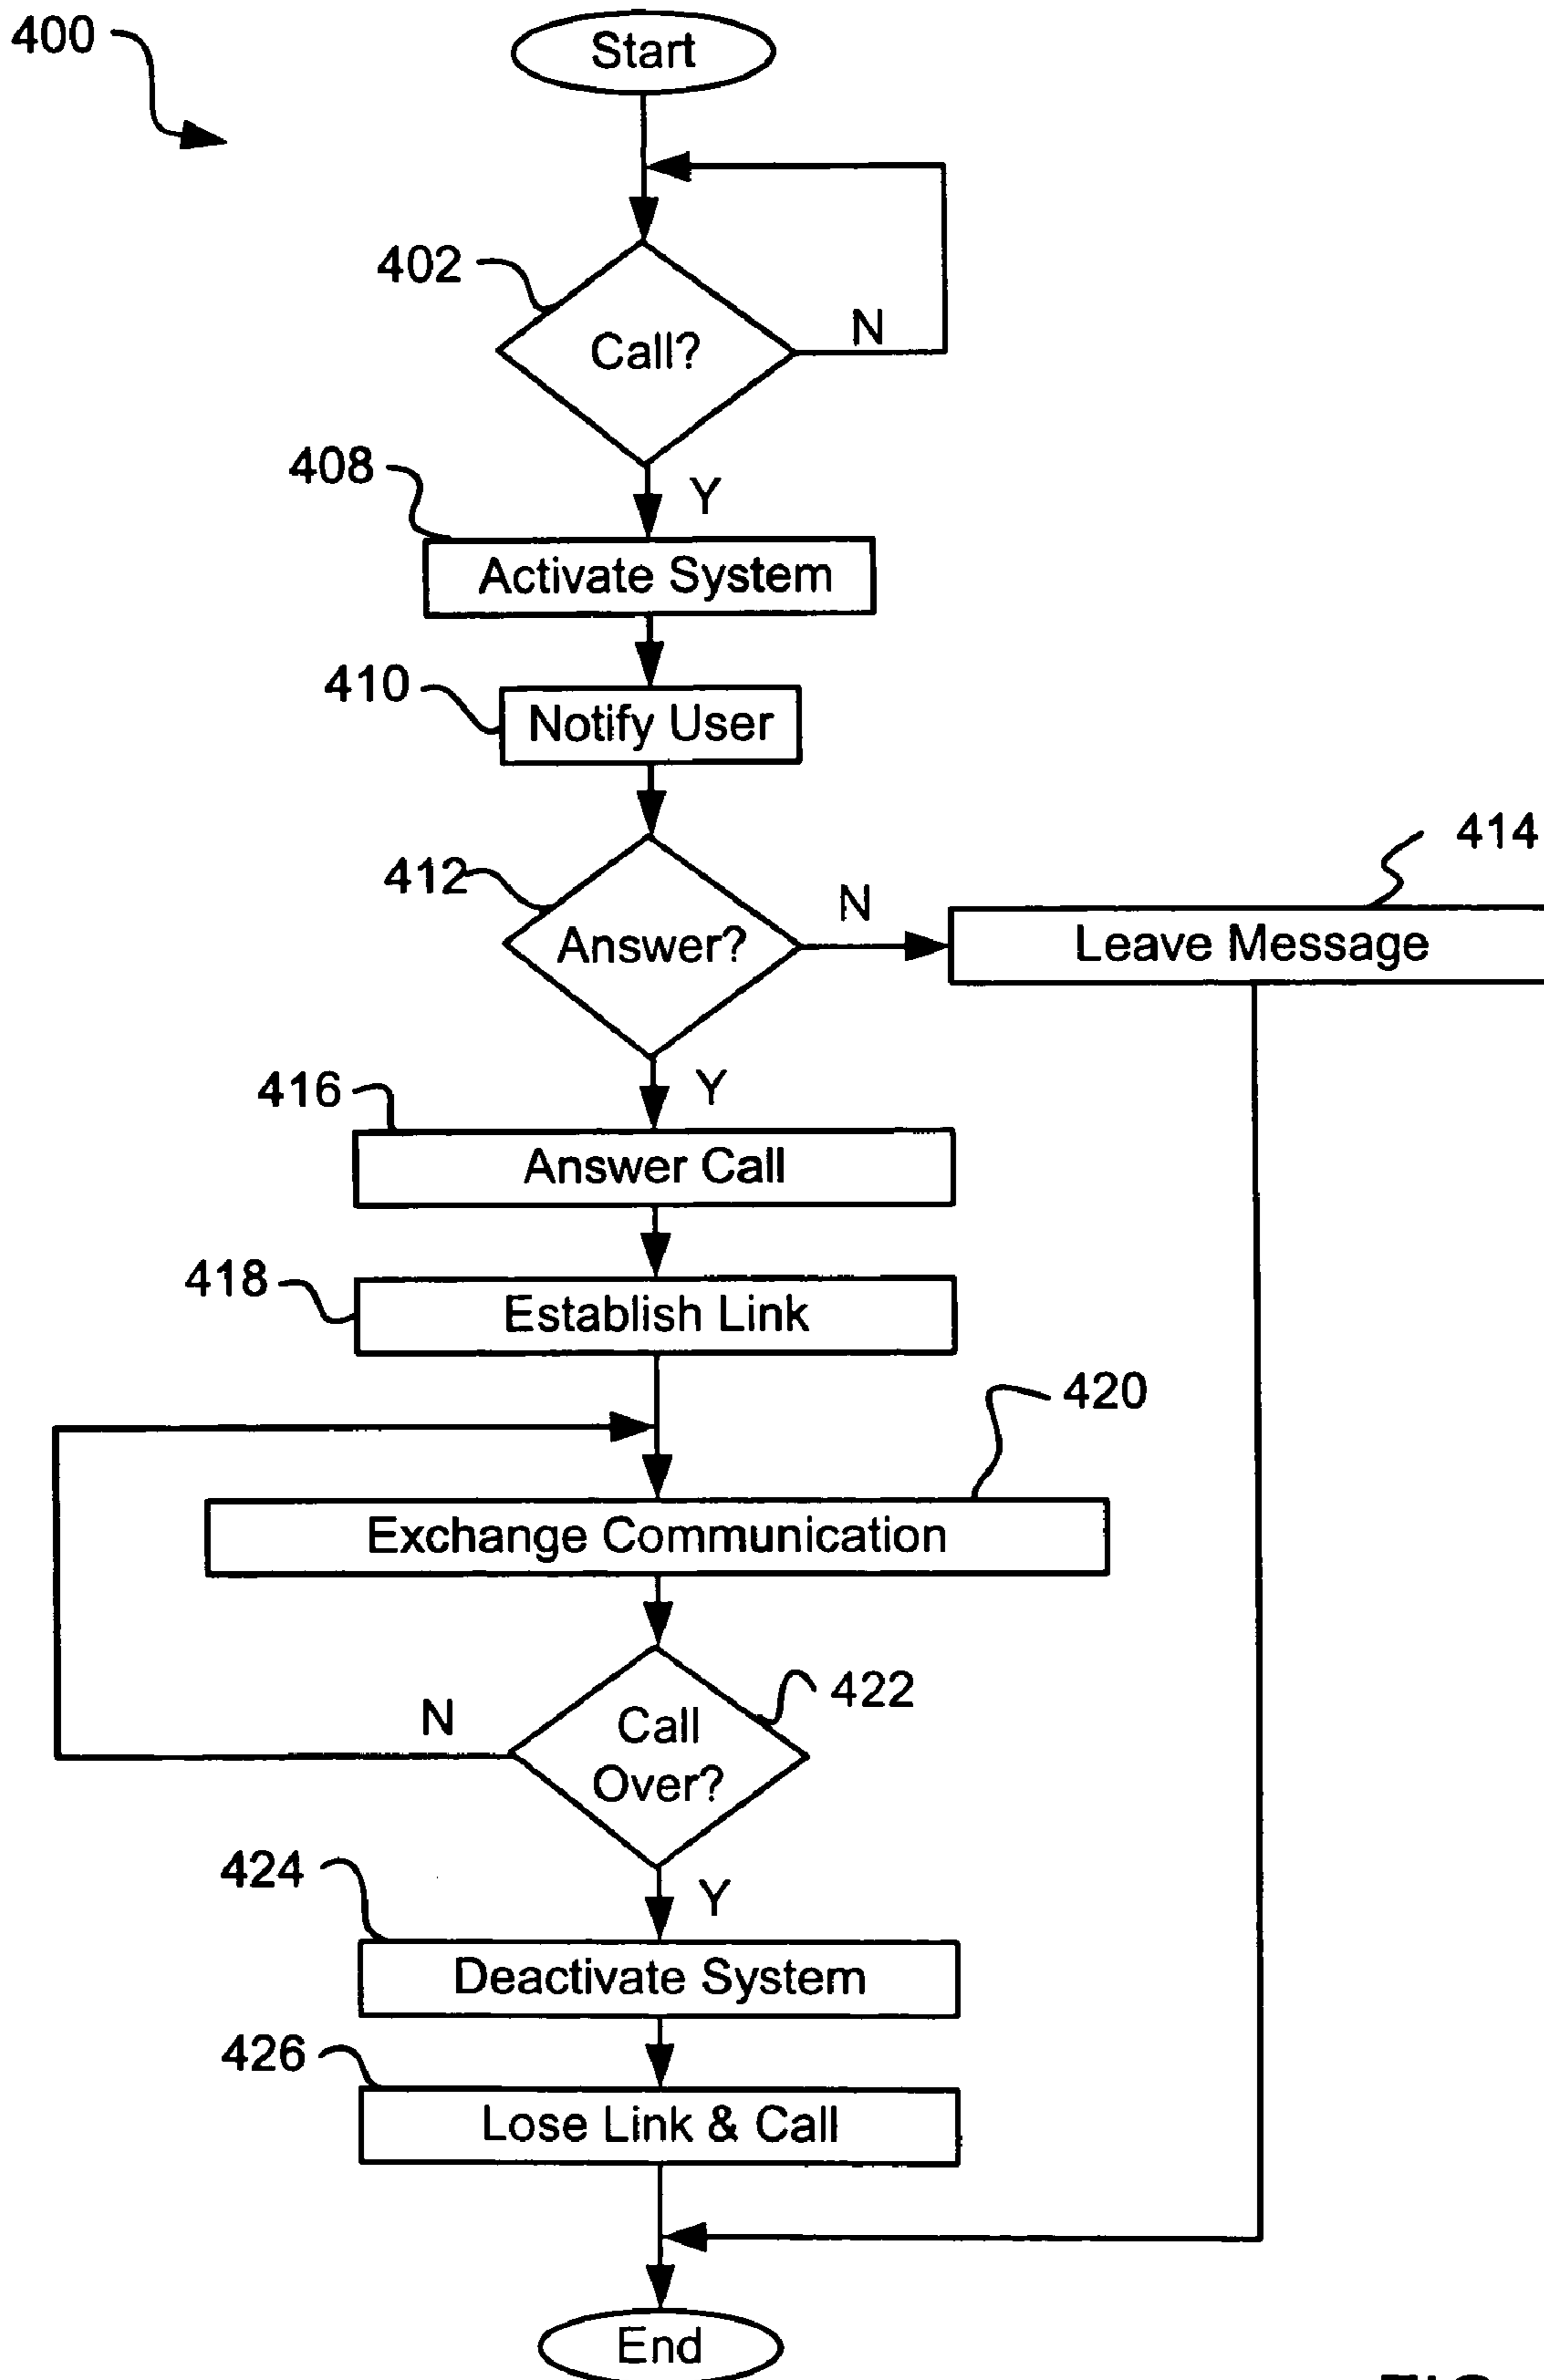 400
Start
402
Call?
N
408
Y
Activate System
410
Notify User
412
Answer?
N
414
Leave Message
Y
416
Answer Call
418
Establish Link
420
Exchange Communication
422
Call
Over?
N
424
Y
Deactivate System
426
Lose Link & Call
End